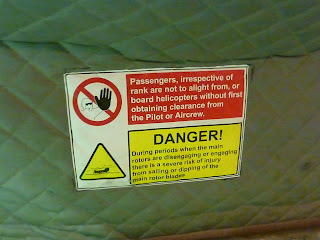 Passengers, irrespective of
rank are not to alight from, or
board helicopters without first
obtaining clearance from
the Pilot or Aircrew.
DANGER!
During periods when the main
rotors are disengaging or engaging
there is a severe risk of injury
from sailing or dipping of the
main rotor blades